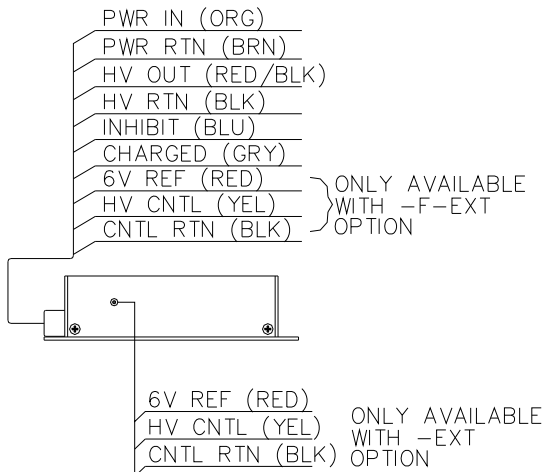 PWR IN (ORG)
PWR RTN (BRN)
HV OUT (RED/BLK)
HV RTN (BLK)
INHIBIT (BLU)
CHARGED (GRY)
6V REF (RED)
HV CNTL (YEL)
CNTL RTN (BLK)
ONLY AVAILABLE
WITH -F-EXT
OPTION
6V REF (RED)
HV CNTL (YEL)
CNTL RTN (BLK)
ONLY AVAILABLE
WITH -EXT
OPTION